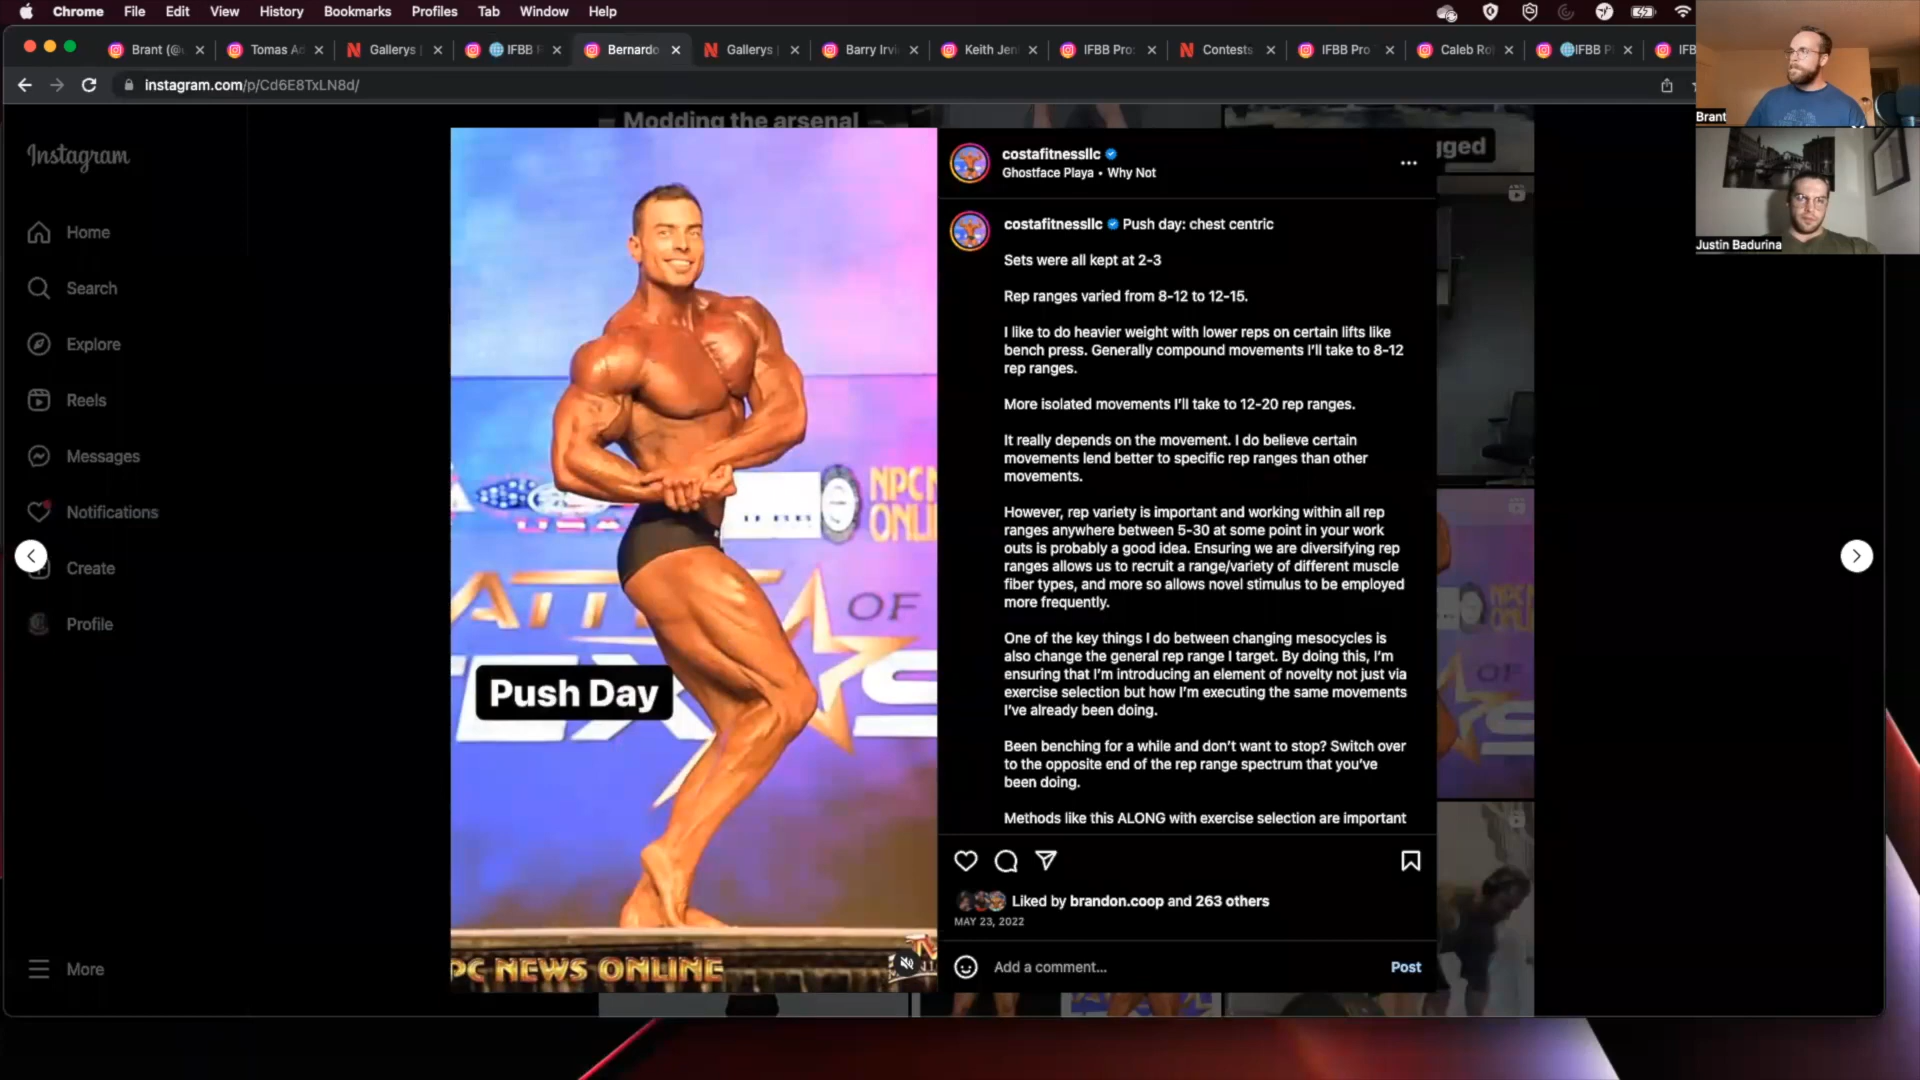 Chrome File Edit View History Bookmarks Profiles Tab Window Help
Brant (@ Tomas Ad Gallerys IFBB Bernardo Gallerys Barry Irvi Keith Jen IFBB Pro: Contests IFBB Pro Caleb Ro IFBB P IFB
instagram.com/p/Cd6E8TxLN8d/
Brant
Justin Badurina
Instagram
Home
Search
Explore
Reels
Messages
Notifications
Create
Profile
More
Modding the arsenal
gged
Push Day
NPC
ONLI
USA
OF
PC NEWS ONLINE
costafitnessllc
Ghostface Playa • Why Not
costafitnessllc Push day: chest centric
Sets were all kept at 2-3
Rep ranges varied from 8-12 to 12-15.
I like to do heavier weight with lower reps on certain lifts like
bench press. Generally compound movements I'll take to 8-12
rep ranges.
More isolated movements I'll take to 12-20 rep ranges.
It really depends on the movement. I do believe certain
movements lend better to specific rep ranges than other
movements.
However, rep variety is important and working within all rep
ranges anywhere between 5-30 at some point in your work
outs is probably a good idea. Ensuring we are diversifying rep
ranges allows us to recruit a range/variety of different muscle
fiber types, and more so allows novel stimulus to be employed
more frequently.
One of the key things I do between changing mesocycles is
also change the general rep range I target. By doing this, I'm
ensuring that I'm introducing an element of novelty not just via
exercise selection but how I'm executing the same movements
I've already been doing.
Been benching for a while and don't want to stop? Switch over
to the opposite end of the rep range spectrum that you've
been doing.
Methods like this ALONG with exercise selection are important
Liked by brandon.coop and 263 others
MAY 23, 2022
Add a comment...
Post